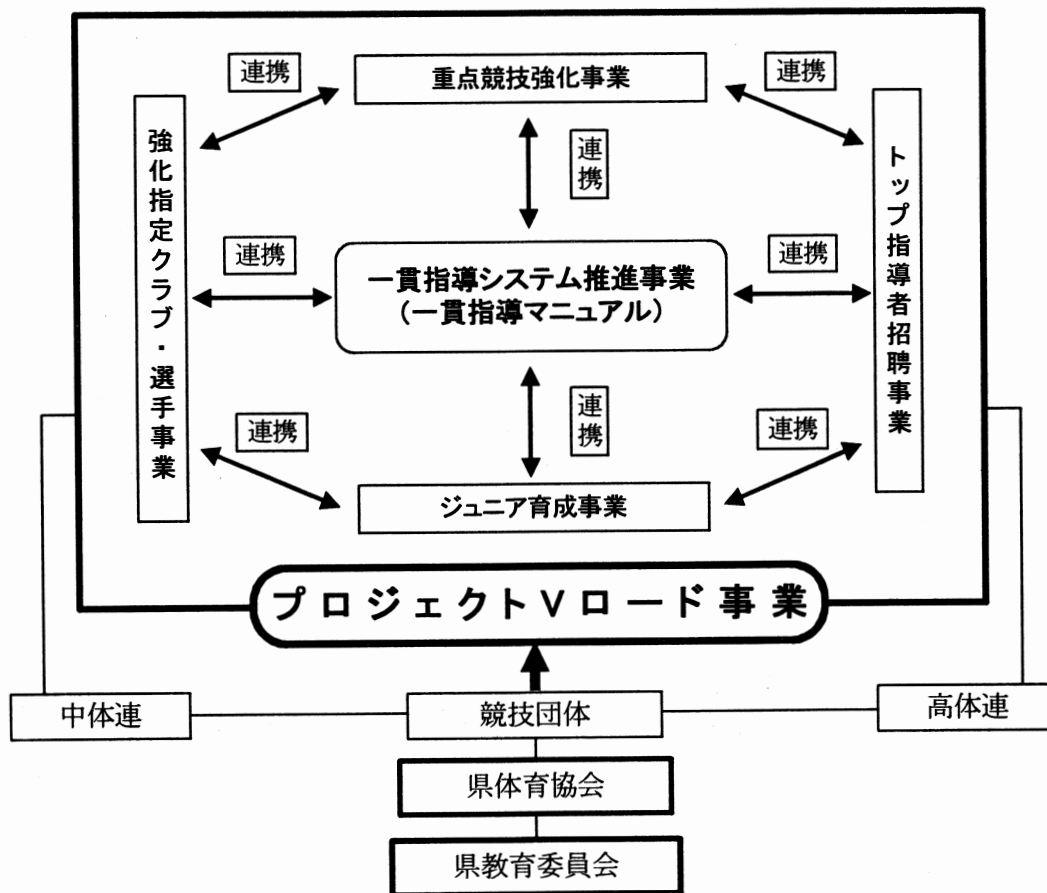 連携
重点競技強化事業
連携
強化指定クラブ・選手事業
連携
トップ指導者招聘事業
連携
一貫指導システム推進事業
(一貫指導マニュアル)
連携
連携
連携
連携
ジュニア育成事業
プロジェクトVロード事業
中体連
競技団体
高体連
県体育協会
県教育委員会